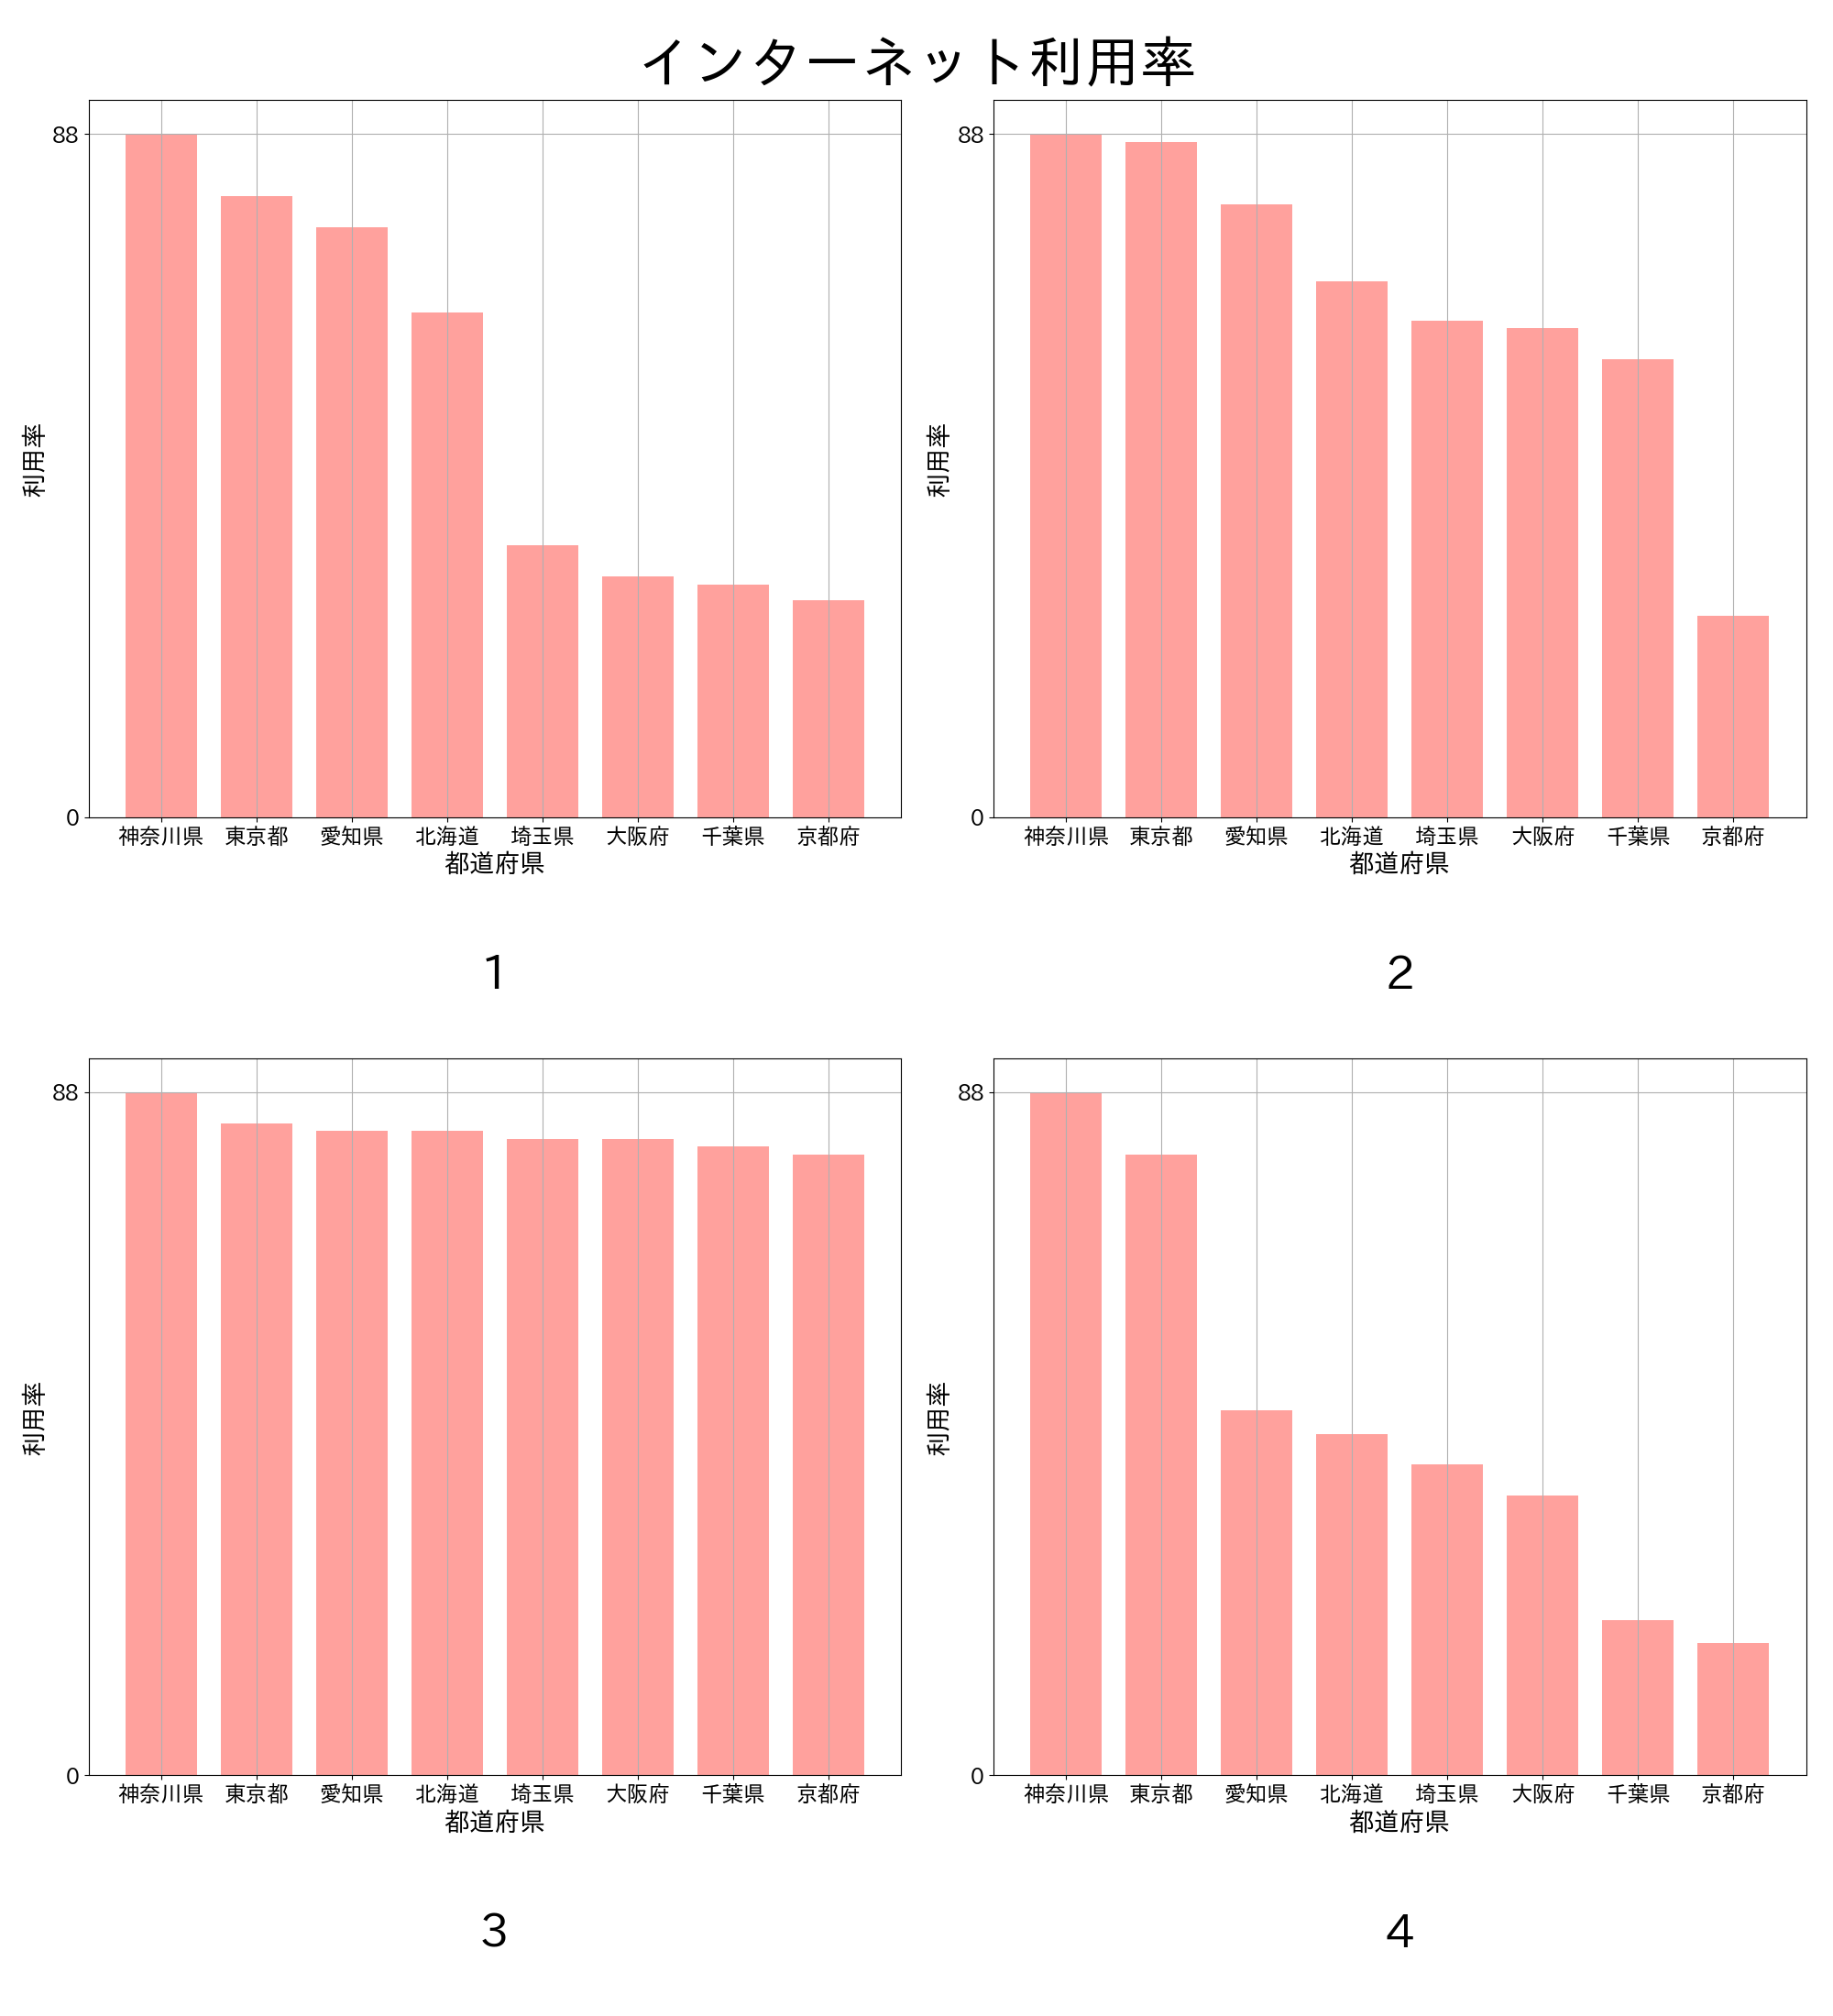 インターネット利用率
88
0
利用率
神奈川県 東京都 愛知県 北海道 埼玉県 大阪府 千葉県 京都府
都道府県
1
88
0
利用率
神奈川県 東京都 愛知県 北海道 埼玉県 大阪府 千葉県 京都府
都道府県
2
88
0
利用率
神奈川県 東京都 愛知県 北海道 埼玉県 大阪府 千葉県 京都府
都道府県
3
88
0
利用率
神奈川県 東京都 愛知県 北海道 埼玉県 大阪府 千葉県 京都府
都道府県
4